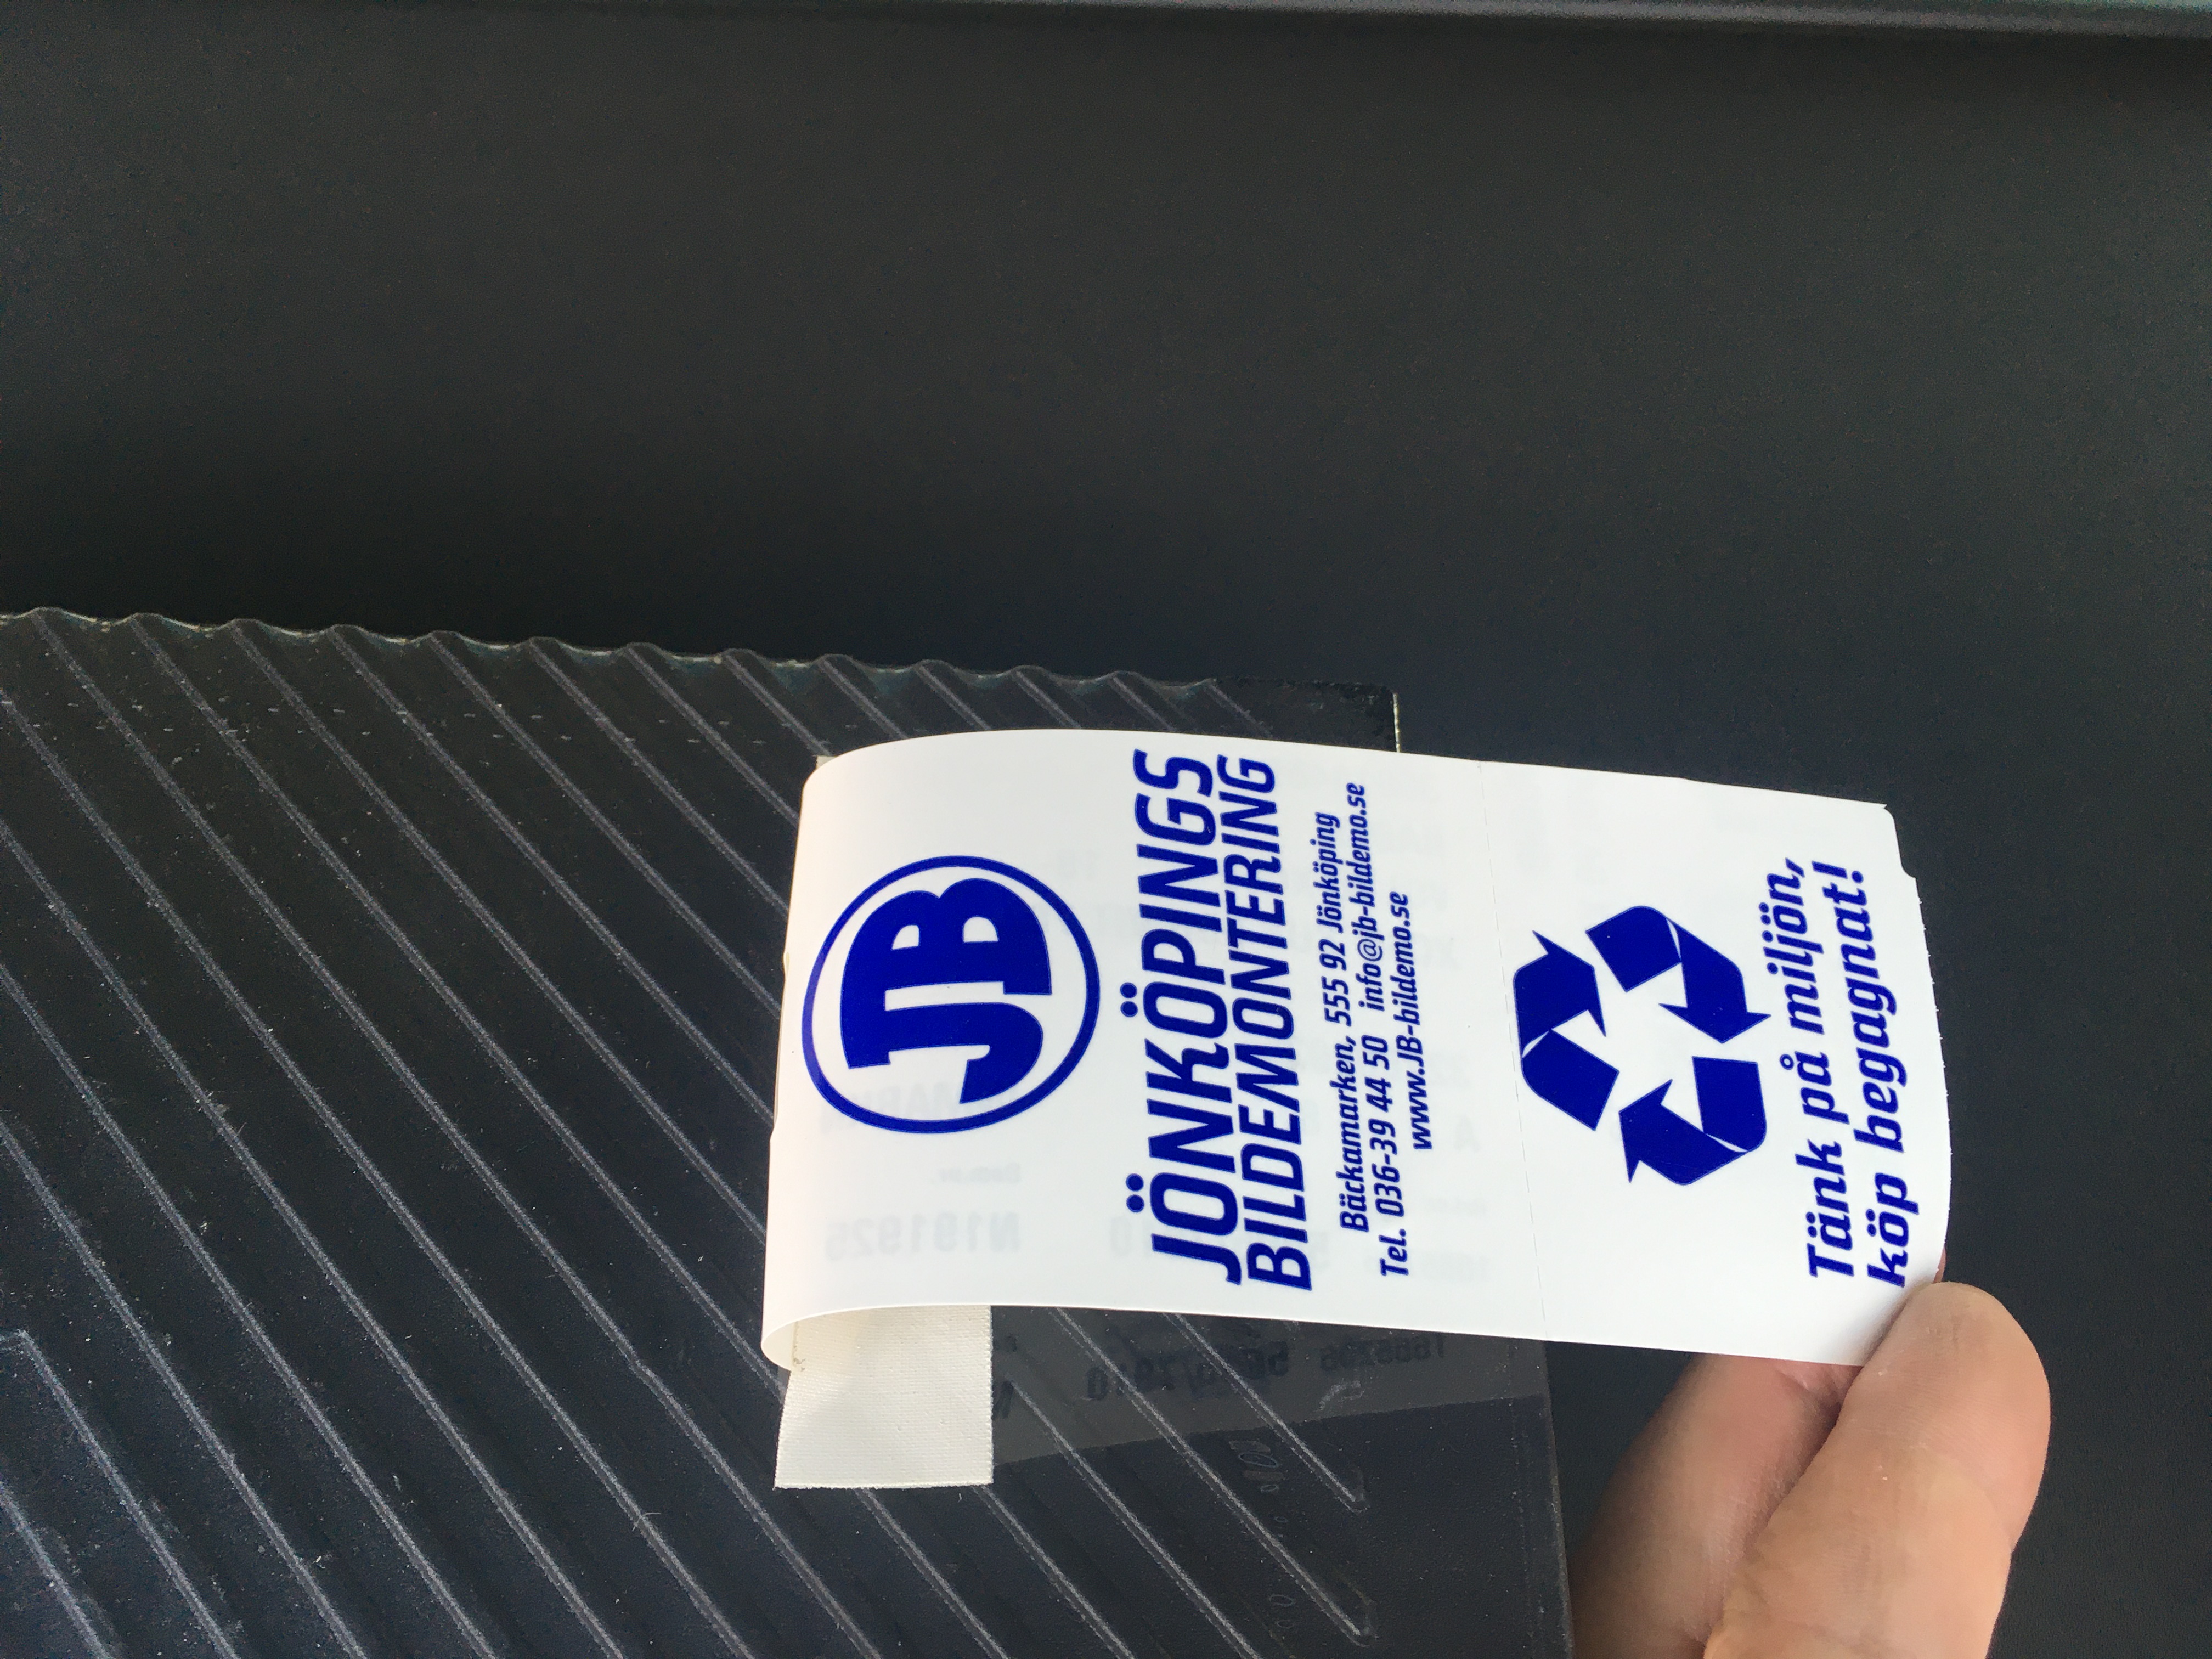 JB
JÖNKÖPINGS
BILDEMONTERING
Bäckamarken, 555 92 Jönköping
Tel. 036-39 44 50 info@jb-bildemo.se
www.JB-bildemo.se
Tänk på miljön,
köp begagnat!
N191925